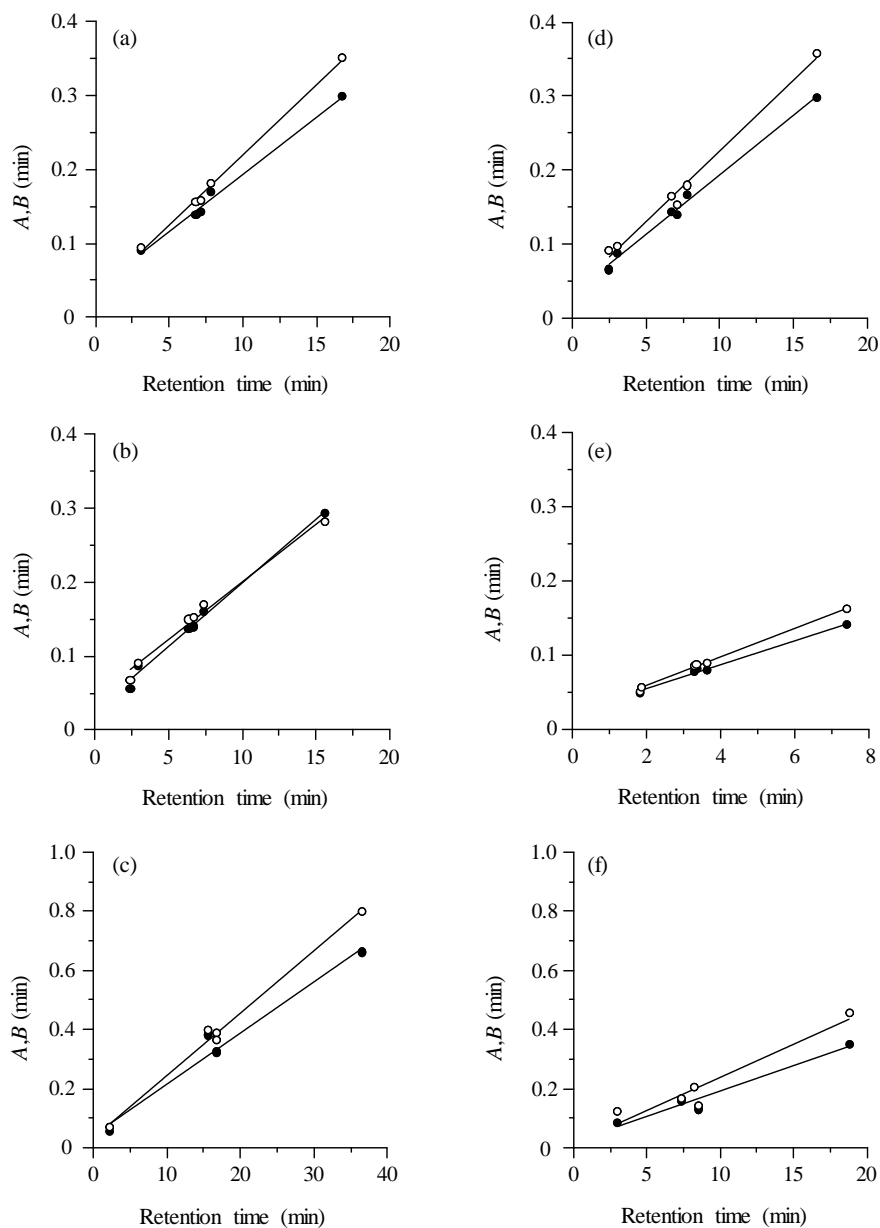 (a)
0.4
0.3
0.2
0.1
0
A,B (min)
0 5 10 15 20
Retention time (min)
(d)
0.4
0.3
0.2
0.1
0
A,B (min)
0 5 10 15 20
Retention time (min)
(b)
0.4
0.3
0.2
0.1
0
A,B (min)
0 5 10 15 20
Retention time (min)
(e)
0.4
0.3
0.2
0.1
0
A,B (min)
0 2 4 6 8
Retention time (min)
(c)
1.0
0.8
0.6
0.4
0.2
0
A,B (min)
0 10 20 30 40
Retention time (min)
(f)
1.0
0.8
0.6
0.4
0.2
0
A,B (min)
0 5 10 15 20
Retention time (min)